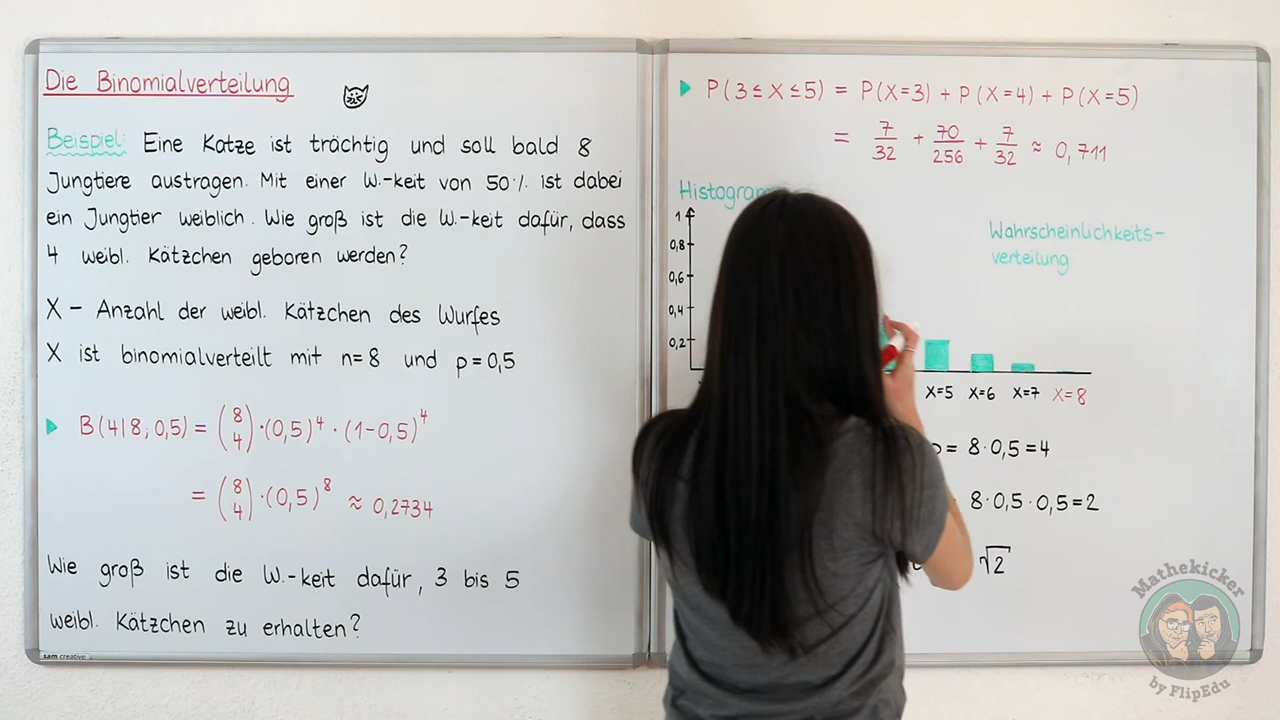 Die Binomialverteilung
Beispiel: Eine Katze ist trächtig und soll bald 8
Jungtiere austragen. Mit einer W.-keit von 50% ist dabei
ein Jungtier weiblich. Wie groß ist die W.-keit dafür, dass
4 weibl. Kätzchen geboren werden?
X – Anzahl der weibl. Kätzchen des Wurfes
X ist binomialverteilt mit n=8 und p=0,5
B(4|8;0,5) = (8 4)·(0,5)⁴ · (1-0,5)⁴
= (8 4)·(0,5)⁸ ≈ 0,2734
Wie groß ist die W.-keit dafür, 3 bis 5
weibl. Kätzchen zu erhalten?
sam creative
P(3≤X≤5) = P(X=3) + P(X=4) + P(X=5)
= 7/32 + 70/256 + 7/32 ≈ 0,711
Wahrscheinlichkeits-
verteilung
1
0,8
0,6
0,4
0,2
X=5 X=6 X=7 X=8
= 8·0,5=4
8·0,5·0,5=2
√2
Mathekicker
by FlipEdu